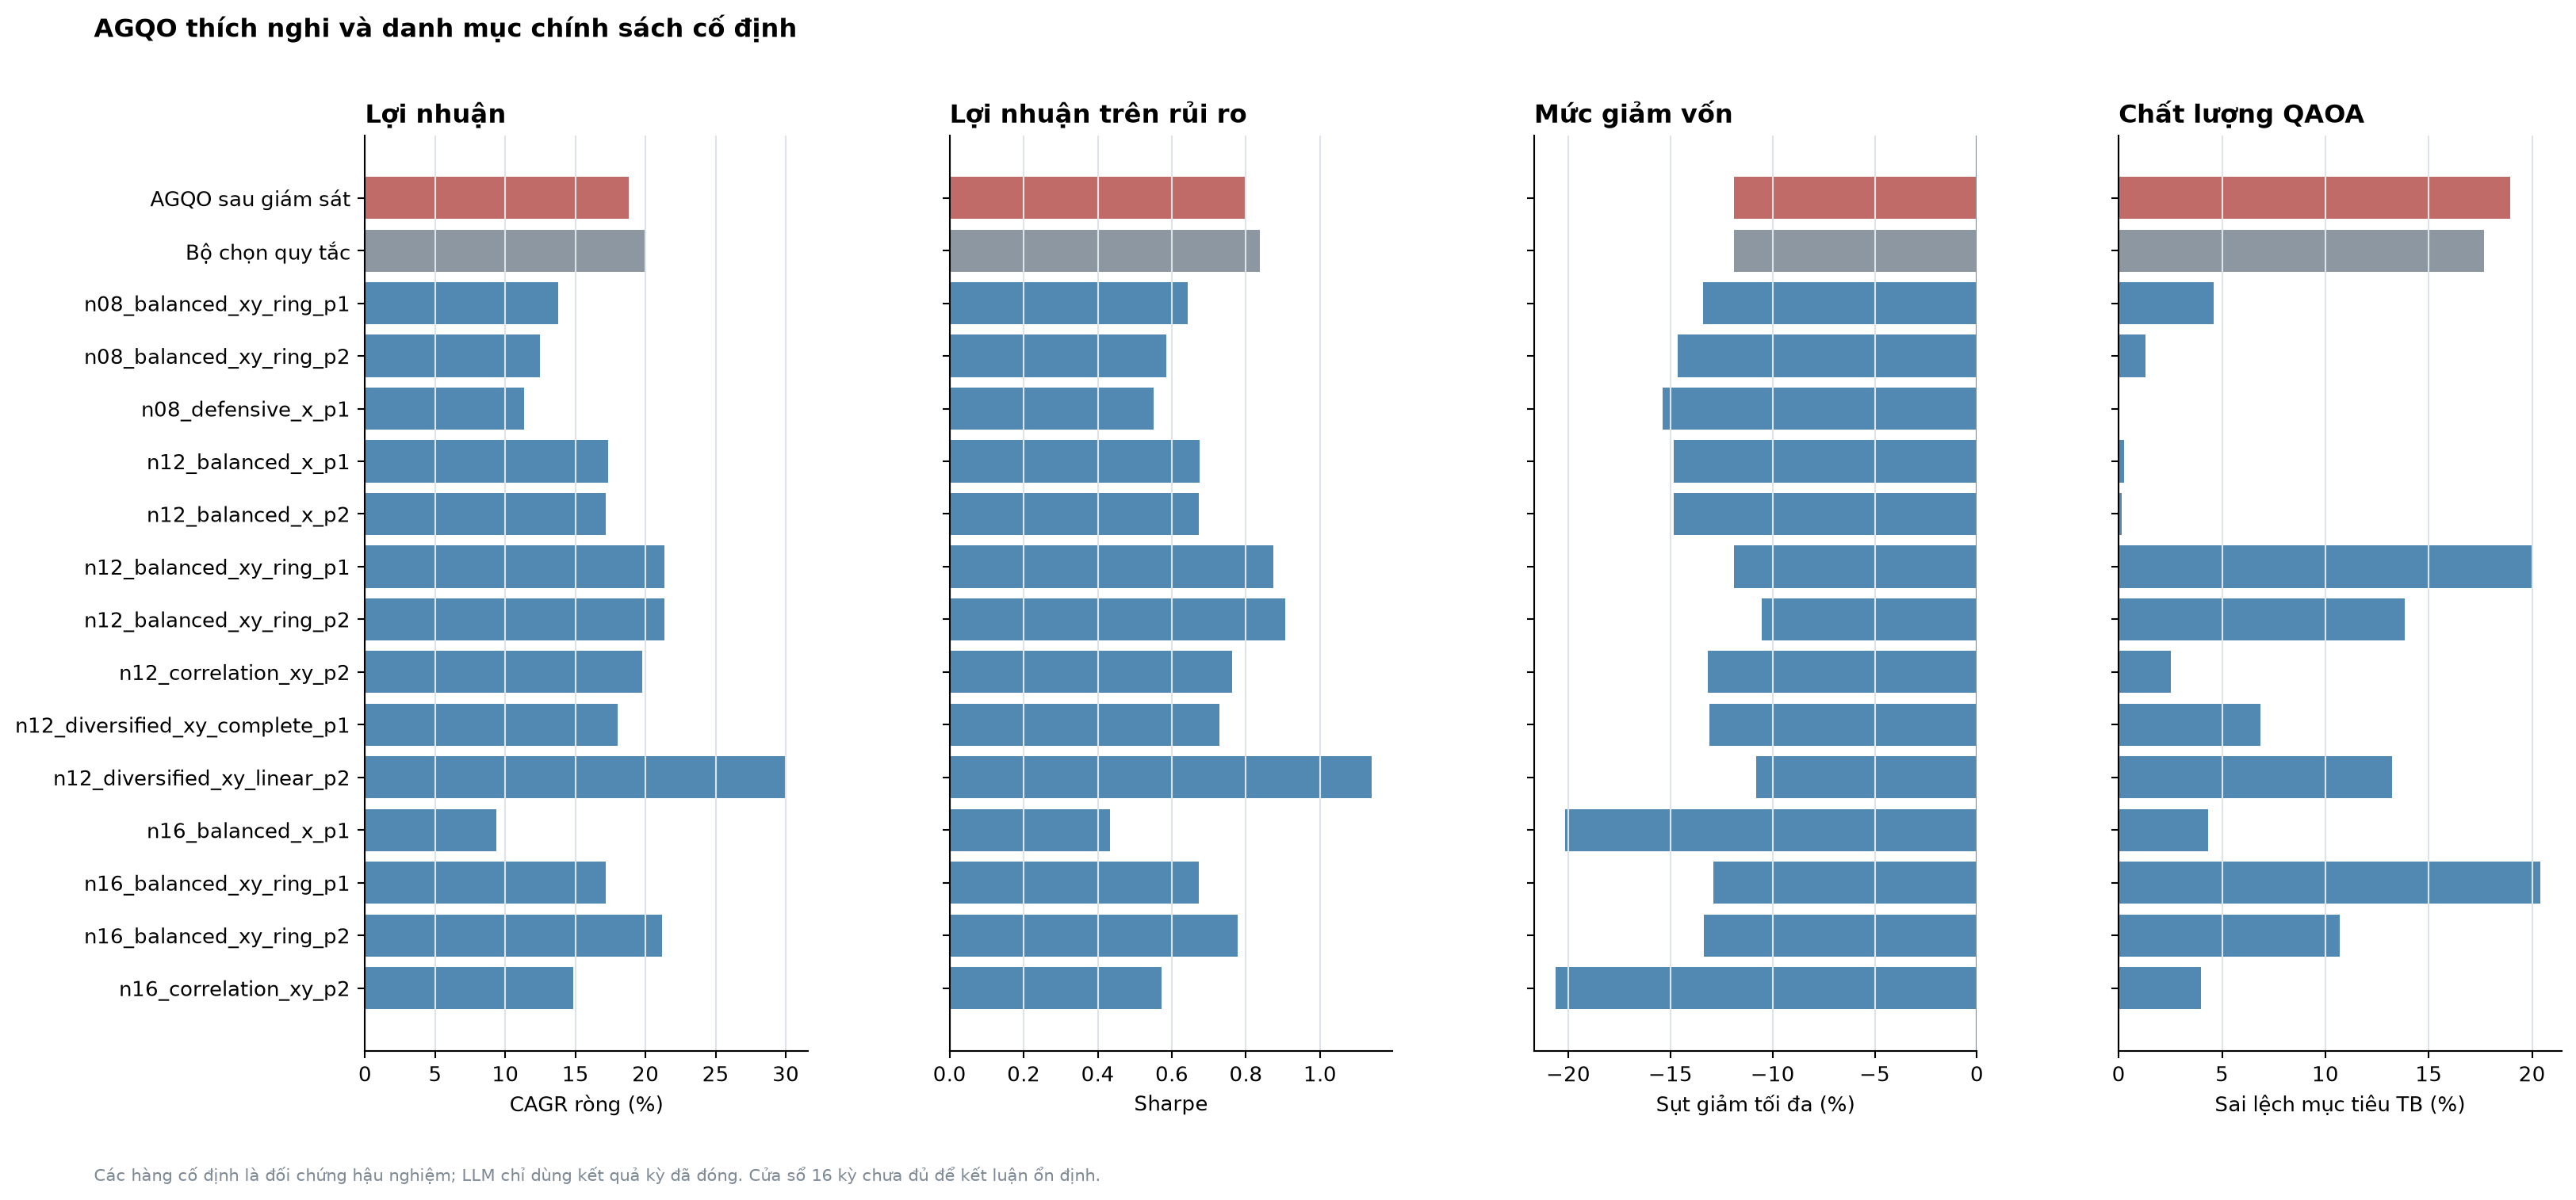 AGQO thích nghi và danh mục chính sách cố định
Lợi nhuận
Lợi nhuận trên rủi ro
Mức giảm vốn
Chất lượng QAOA
AGQO sau giám sát
Bộ chọn quy tắc
n08_balanced_xy_ring_p1
n08_balanced_xy_ring_p2
n08_defensive_x_p1
n12_balanced_x_p1
n12_balanced_x_p2
n12_balanced_xy_ring_p1
n12_balanced_xy_ring_p2
n12_correlation_xy_p2
n12_diversified_xy_complete_p1
n12_diversified_xy_linear_p2
n16_balanced_x_p1
n16_balanced_xy_ring_p1
n16_balanced_xy_ring_p2
n16_correlation_xy_p2
0 5 10 15 20 25 30
CAGR ròng (%)
0.0 0.2 0.4 0.6 0.8 1.0
Sharpe
−20 −15 −10 −5 0
Sụt giảm tối đa (%)
0 5 10 15 20
Sai lệch mục tiêu TB (%)
Các hàng cố định là đối chứng hậu nghiệm; LLM chỉ dùng kết quả kỳ đã đóng. Cửa sổ 16 kỳ chưa đủ để kết luận ổn định.